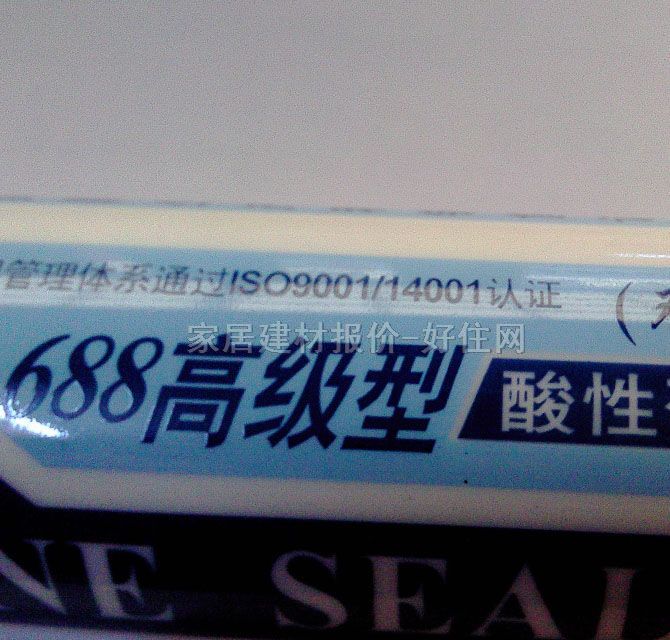 管理体系通过ISO9001/14001认证
家居建材报价-好住网
688高级型 酸性
NE SEAL